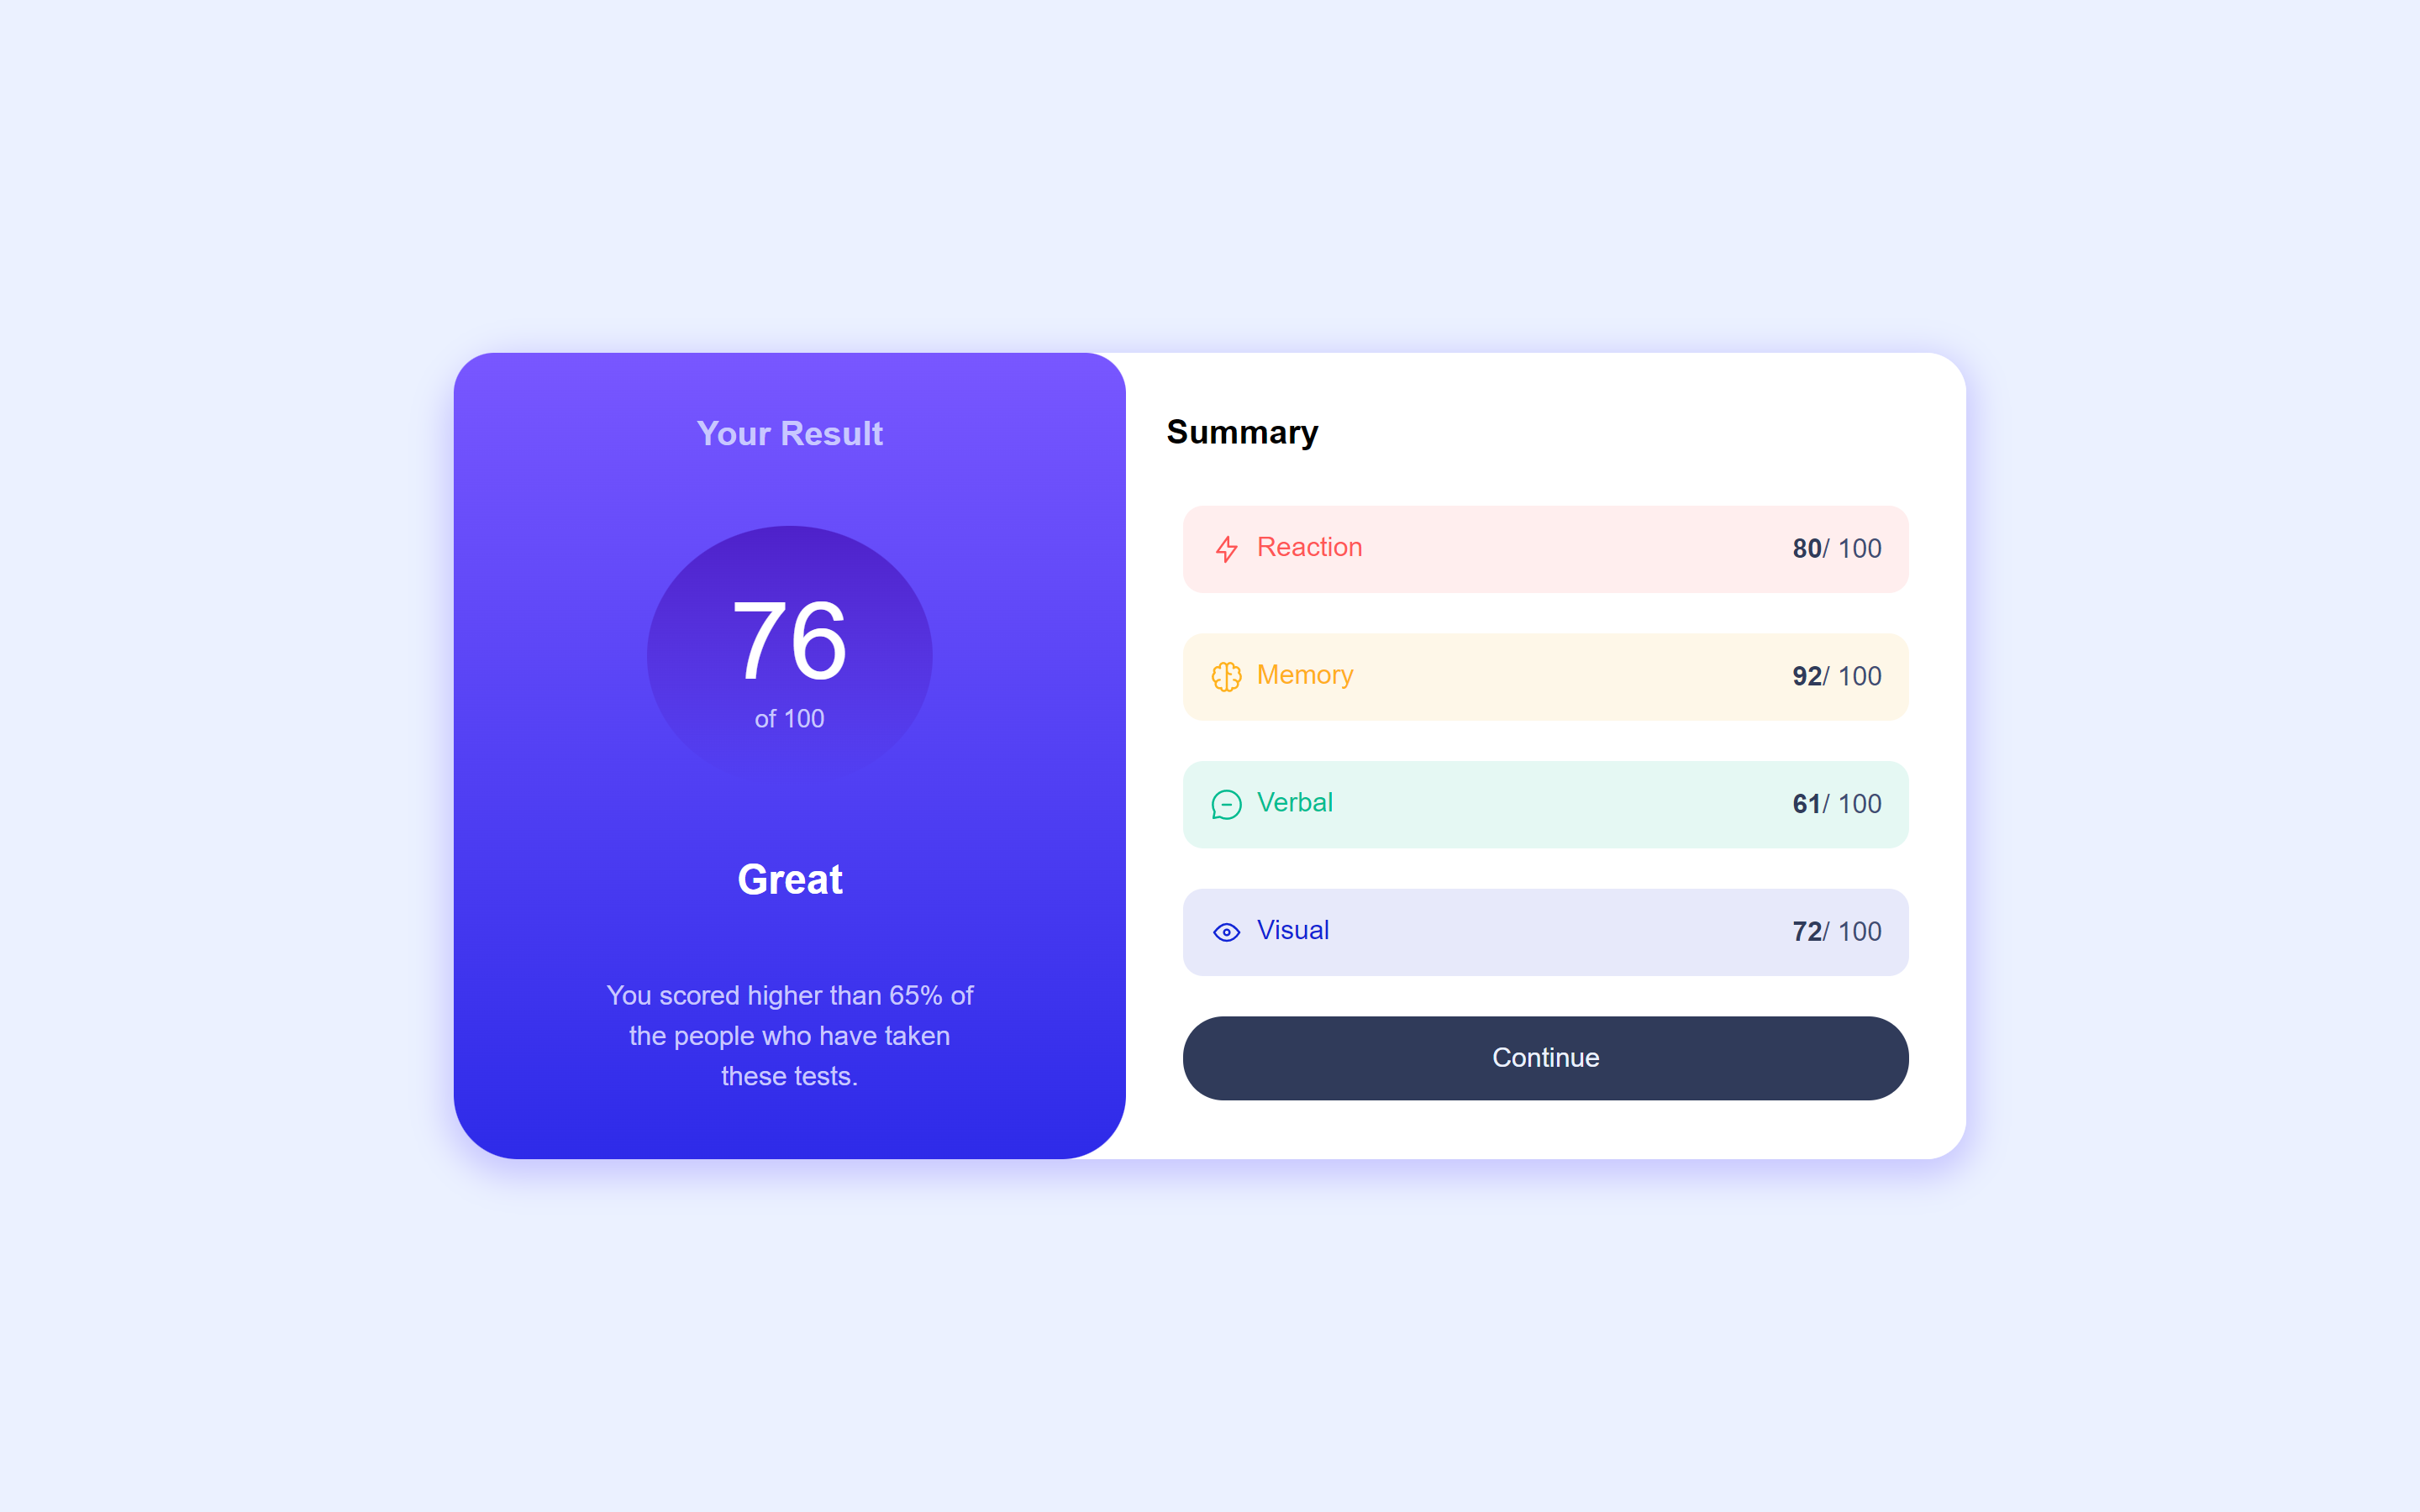 Your Result
76
of 100
Great
You scored higher than 65% of
the people who have taken
these tests.
Summary
Reaction 80/ 100
Memory 92/ 100
Verbal 61/ 100
Visual 72/ 100
Continue